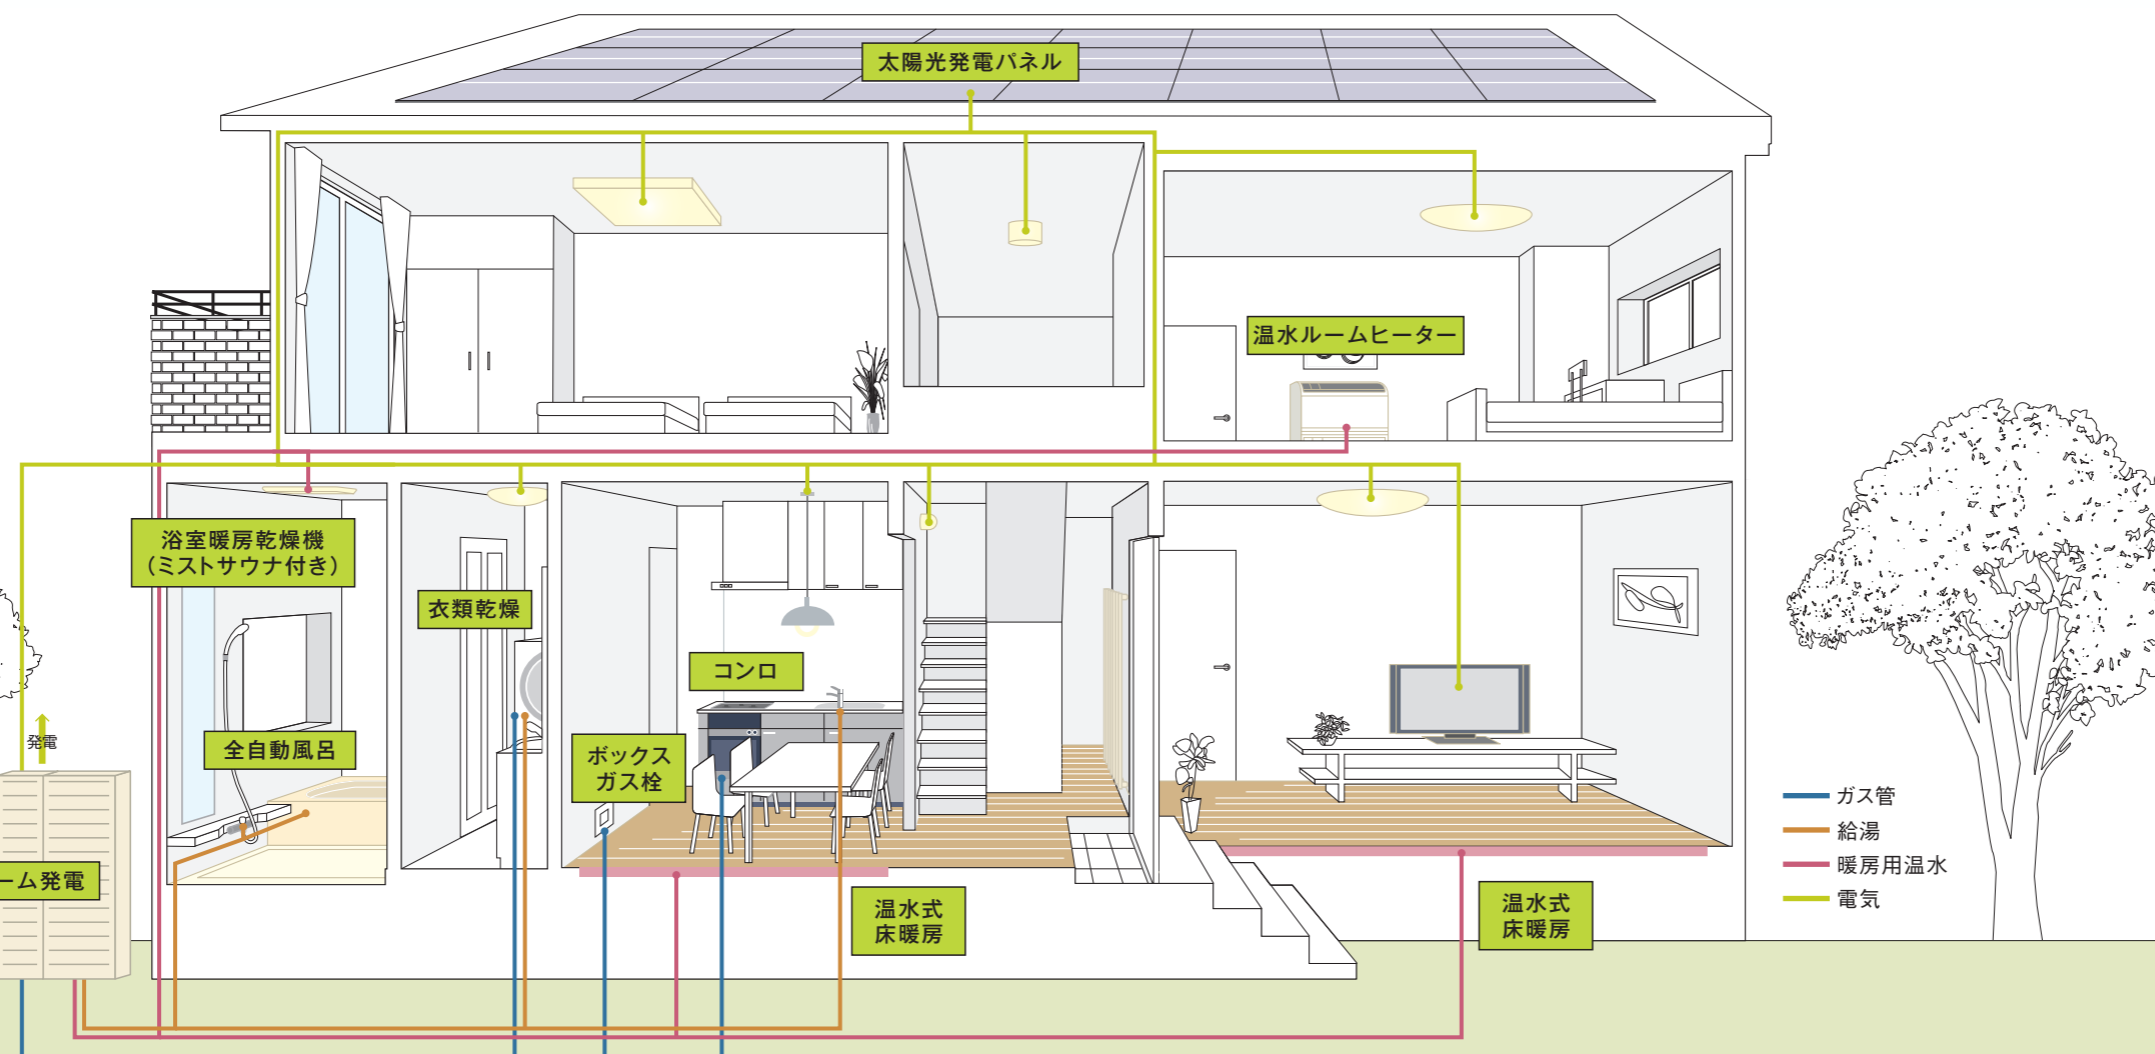 太陽光発電パネル
温水ルームヒーター
浴室暖房乾燥機
（ミストサウナ付き）
衣類乾燥
コンロ
ボックス
ガス栓
全自動風呂
発電
ーム発電
温水式
床暖房
温水式
床暖房
ガス管
給湯
暖房用温水
電気